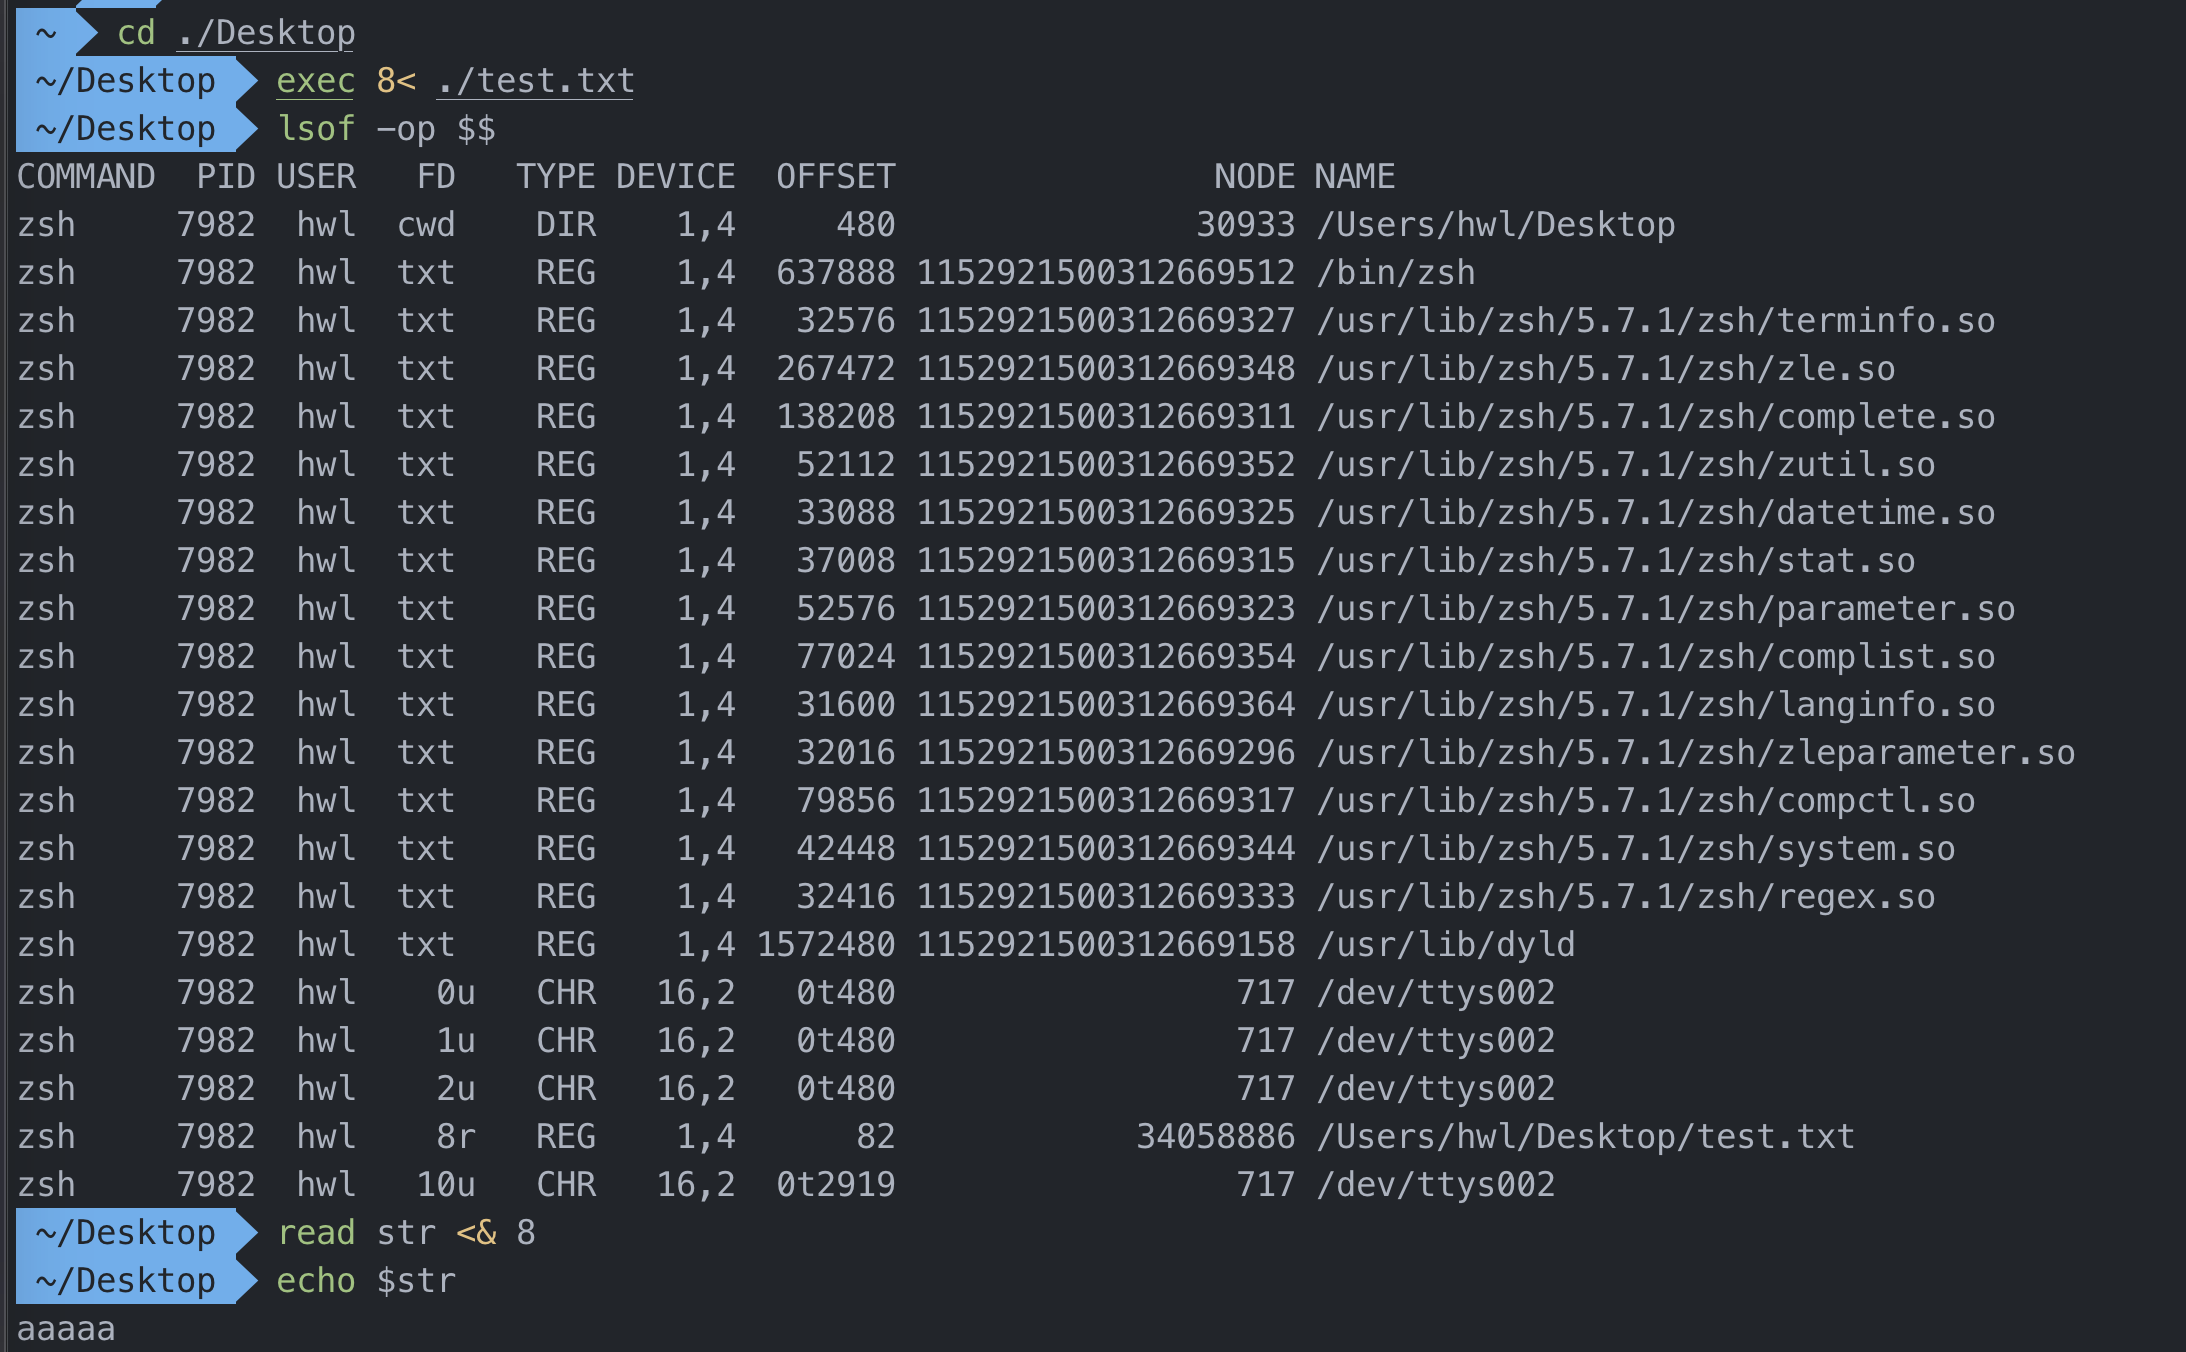 ~ cd ./Desktop
~/Desktop exec 8< ./test.txt
~/Desktop lsof -op $$
COMMAND PID USER FD TYPE DEVICE OFFSET NODE NAME
zsh 7982 hwl cwd DIR 1,4 480 30933 /Users/hwl/Desktop
zsh 7982 hwl txt REG 1,4 637888 1152921500312669512 /bin/zsh
zsh 7982 hwl txt REG 1,4 32576 1152921500312669327 /usr/lib/zsh/5.7.1/zsh/terminfo.so
zsh 7982 hwl txt REG 1,4 267472 1152921500312669348 /usr/lib/zsh/5.7.1/zsh/zle.so
zsh 7982 hwl txt REG 1,4 138208 1152921500312669311 /usr/lib/zsh/5.7.1/zsh/complete.so
zsh 7982 hwl txt REG 1,4 52112 1152921500312669352 /usr/lib/zsh/5.7.1/zsh/zutil.so
zsh 7982 hwl txt REG 1,4 33088 1152921500312669325 /usr/lib/zsh/5.7.1/zsh/datetime.so
zsh 7982 hwl txt REG 1,4 37008 1152921500312669315 /usr/lib/zsh/5.7.1/zsh/stat.so
zsh 7982 hwl txt REG 1,4 52576 1152921500312669323 /usr/lib/zsh/5.7.1/zsh/parameter.so
zsh 7982 hwl txt REG 1,4 77024 1152921500312669354 /usr/lib/zsh/5.7.1/zsh/complist.so
zsh 7982 hwl txt REG 1,4 31600 1152921500312669364 /usr/lib/zsh/5.7.1/zsh/langinfo.so
zsh 7982 hwl txt REG 1,4 32016 1152921500312669296 /usr/lib/zsh/5.7.1/zsh/zleparameter.so
zsh 7982 hwl txt REG 1,4 79856 1152921500312669317 /usr/lib/zsh/5.7.1/zsh/compctl.so
zsh 7982 hwl txt REG 1,4 42448 1152921500312669344 /usr/lib/zsh/5.7.1/zsh/system.so
zsh 7982 hwl txt REG 1,4 32416 1152921500312669333 /usr/lib/zsh/5.7.1/zsh/regex.so
zsh 7982 hwl txt REG 1,4 1572480 1152921500312669158 /usr/lib/dyld
zsh 7982 hwl 0u CHR 16,2 0t480 717 /dev/ttys002
zsh 7982 hwl 1u CHR 16,2 0t480 717 /dev/ttys002
zsh 7982 hwl 2u CHR 16,2 0t480 717 /dev/ttys002
zsh 7982 hwl 8r REG 1,4 82 34058886 /Users/hwl/Desktop/test.txt
zsh 7982 hwl 10u CHR 16,2 0t2919 717 /dev/ttys002
~/Desktop read str <& 8
~/Desktop echo $str
aaaaa